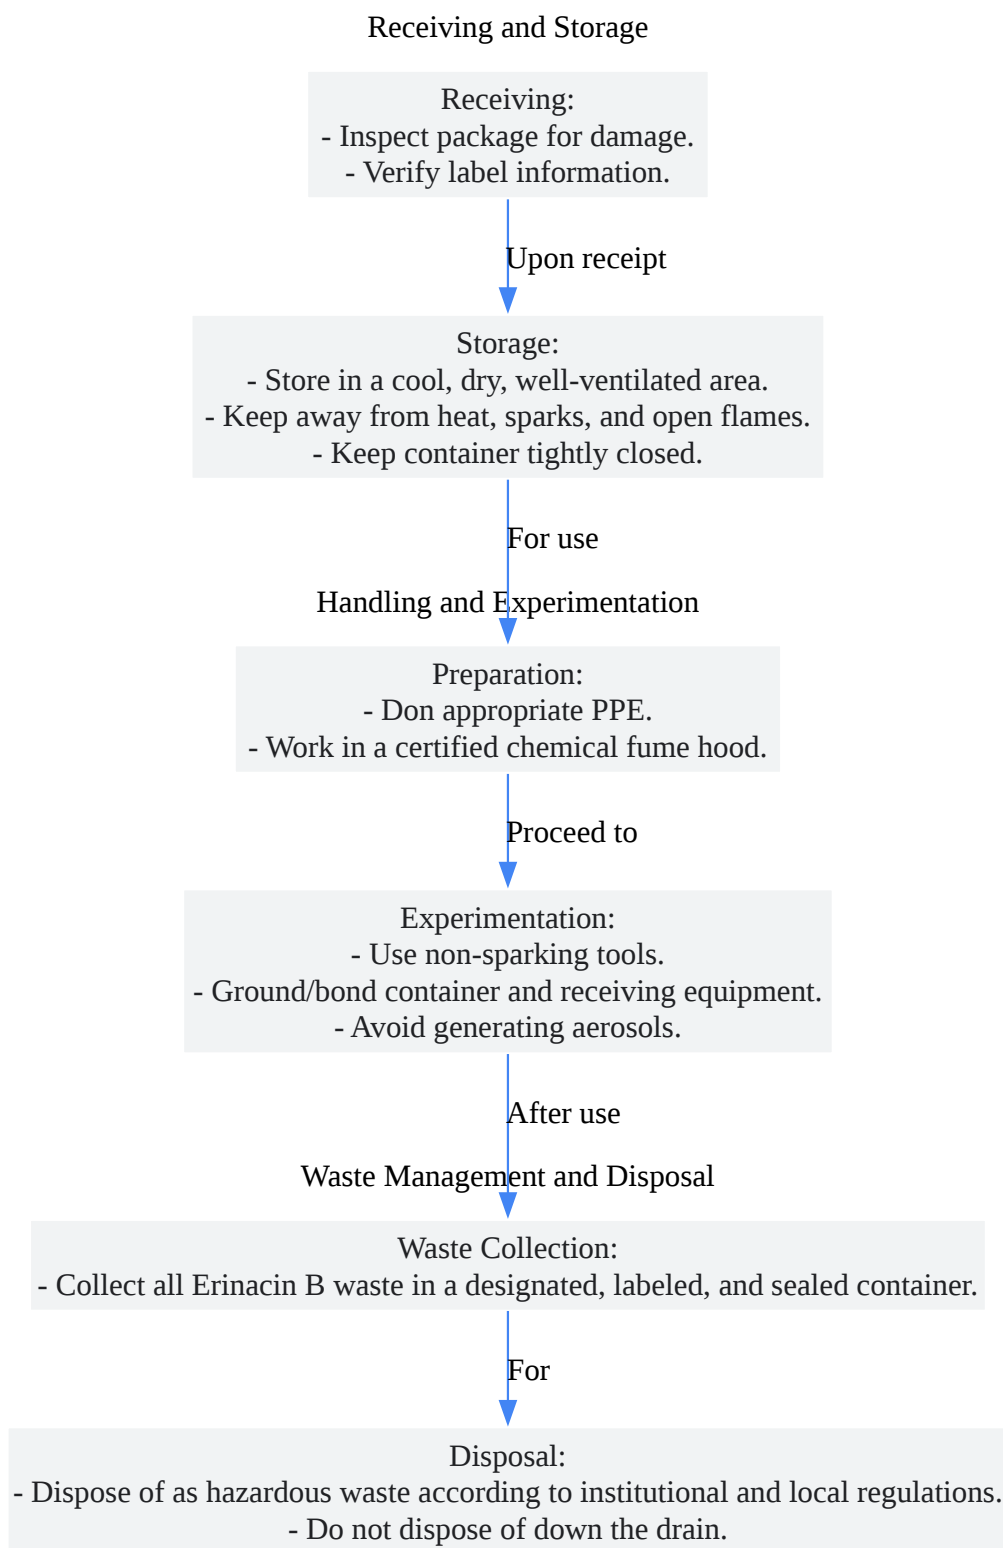 Receiving and Storage
Receiving:
- Inspect package for damage.
- Verify label information.
Upon receipt
Storage:
- Store in a cool, dry, well-ventilated area.
- Keep away from heat, sparks, and open flames.
- Keep container tightly closed.
For use
Handling and Experimentation
Preparation:
- Don appropriate PPE.
- Work in a certified chemical fume hood.
Proceed to
Experimentation:
- Use non-sparking tools.
- Ground/bond container and receiving equipment.
- Avoid generating aerosols.
After use
Waste Management and Disposal
Waste Collection:
- Collect all Erinacin B waste in a designated, labeled, and sealed container.
For
Disposal:
- Dispose of as hazardous waste according to institutional and local regulations.
- Do not dispose of down the drain.